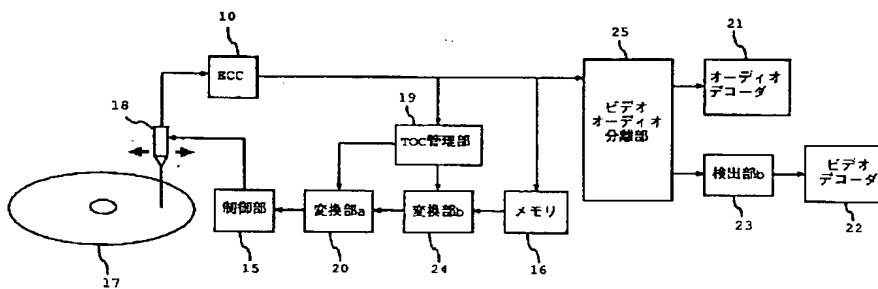 10
ECC
18
19
TOC管理部
25
ビデオ
オーディオ
分離部
21
オーディオ
デコーダ
制御部
15
変換部a
20
変換部b
24
メモリ
16
検出部b
23
ビデオ
デコーダ
22
17